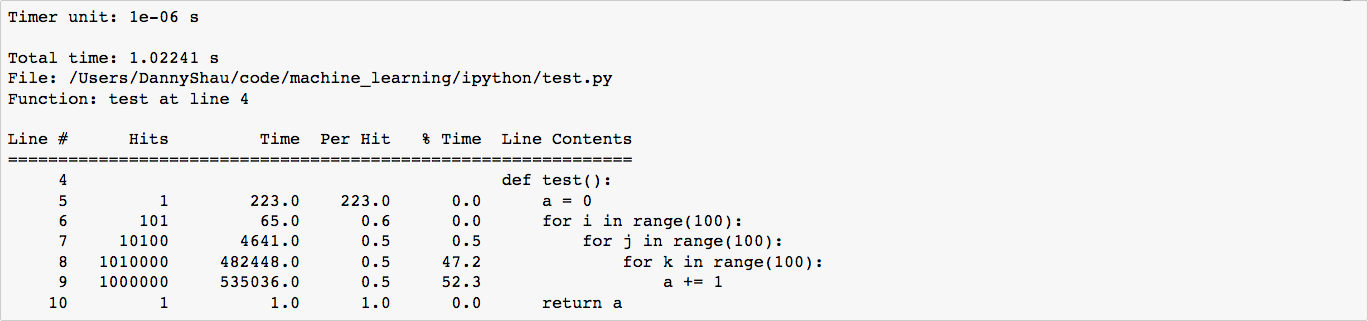 Timer unit: 1e-06 s
Total time: 1.02241 s
File: /Users/DannyShau/code/machine_learning/ipython/test.py
Function: test at line 4
Line #      Hits         Time  Per Hit   % Time  Line Contents
==============================================================
     4                                           def test():
     5         1        223.0    223.0      0.0      a = 0
     6       101         65.0      0.6      0.0      for i in range(100):
     7     10100       4641.0      0.5      0.5          for j in range(100):
     8   1010000     482448.0      0.5     47.2              for k in range(100):
     9   1000000     535036.0      0.5     52.3                  a += 1
    10         1          1.0      1.0      0.0      return a